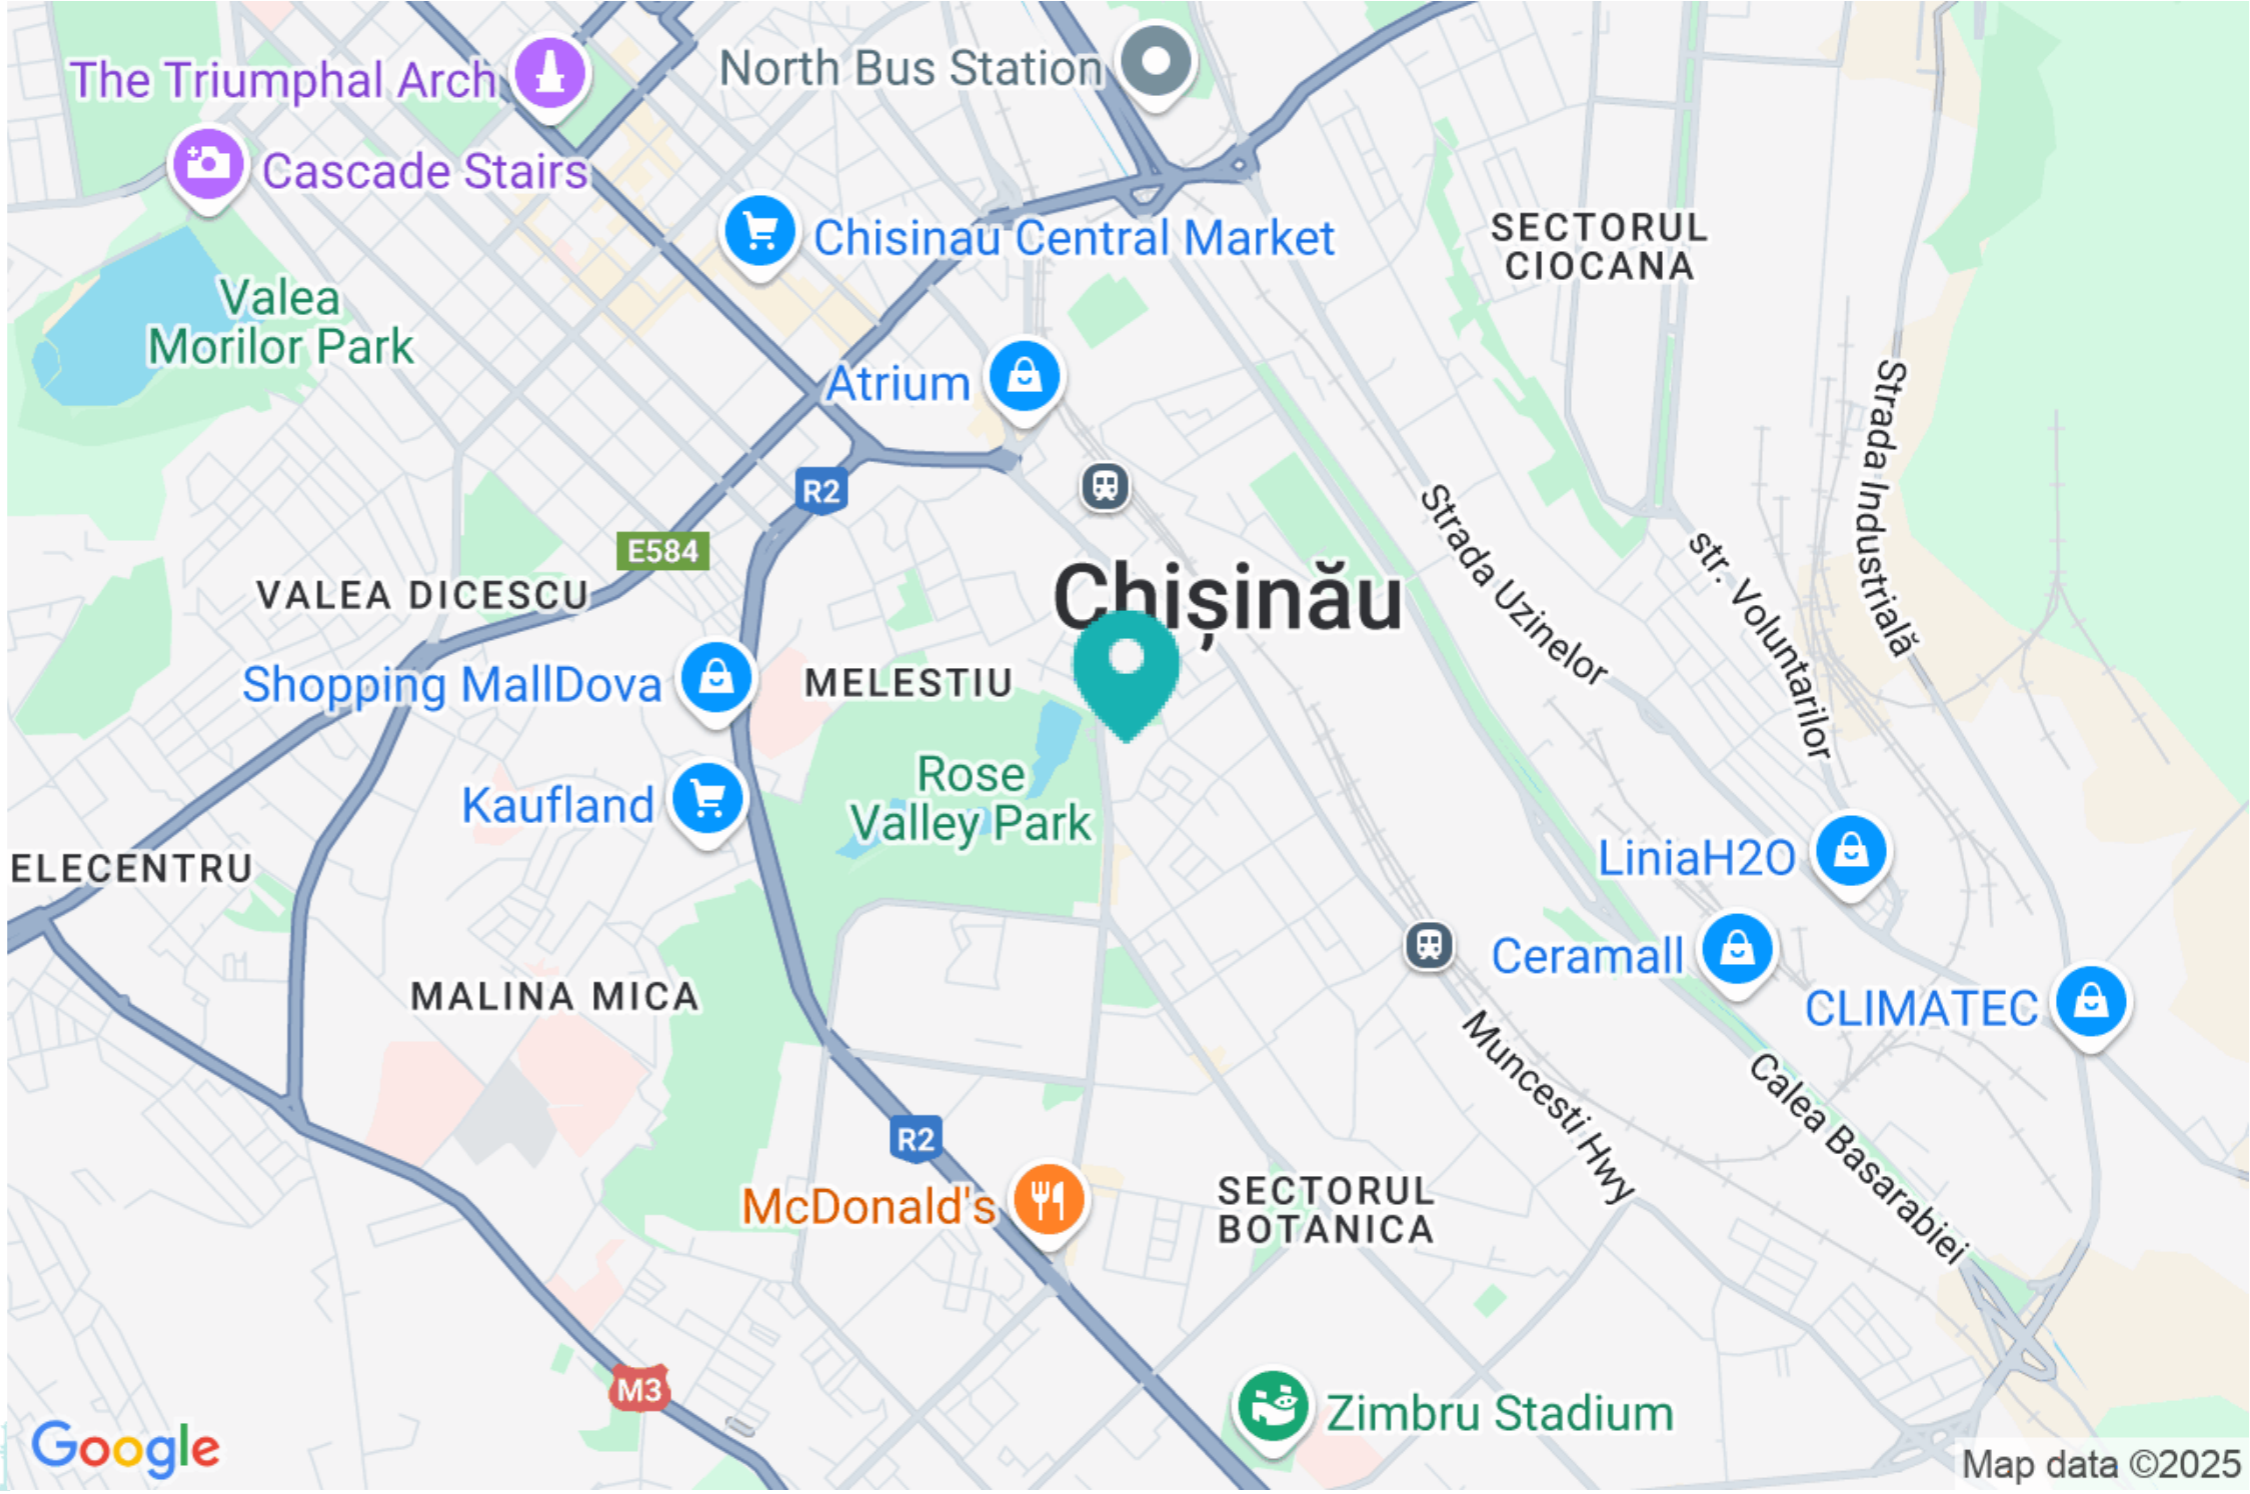 The Triumphal Arch
North Bus Station
Cascade Stairs
Chisinau Central Market
SECTORUL
CIOCANA
Valea
Morilor Park
Atrium
Strada Industrială
R2
Strada Uzinelor
E584
str. Voluntarilor
VALEA DICESCU
Chișinău
Shopping MallDova
MELESTIU
Rose
Valley Park
Kaufland
ELECENTRU
LiniaH2O
Ceramall
MALINA MICA
CLIMATEC
Muncesti Hwy
Calea Basarabiei
R2
McDonald's
SECTORUL
BOTANICA
M3
Zimbru Stadium
Google
Map data ©2025